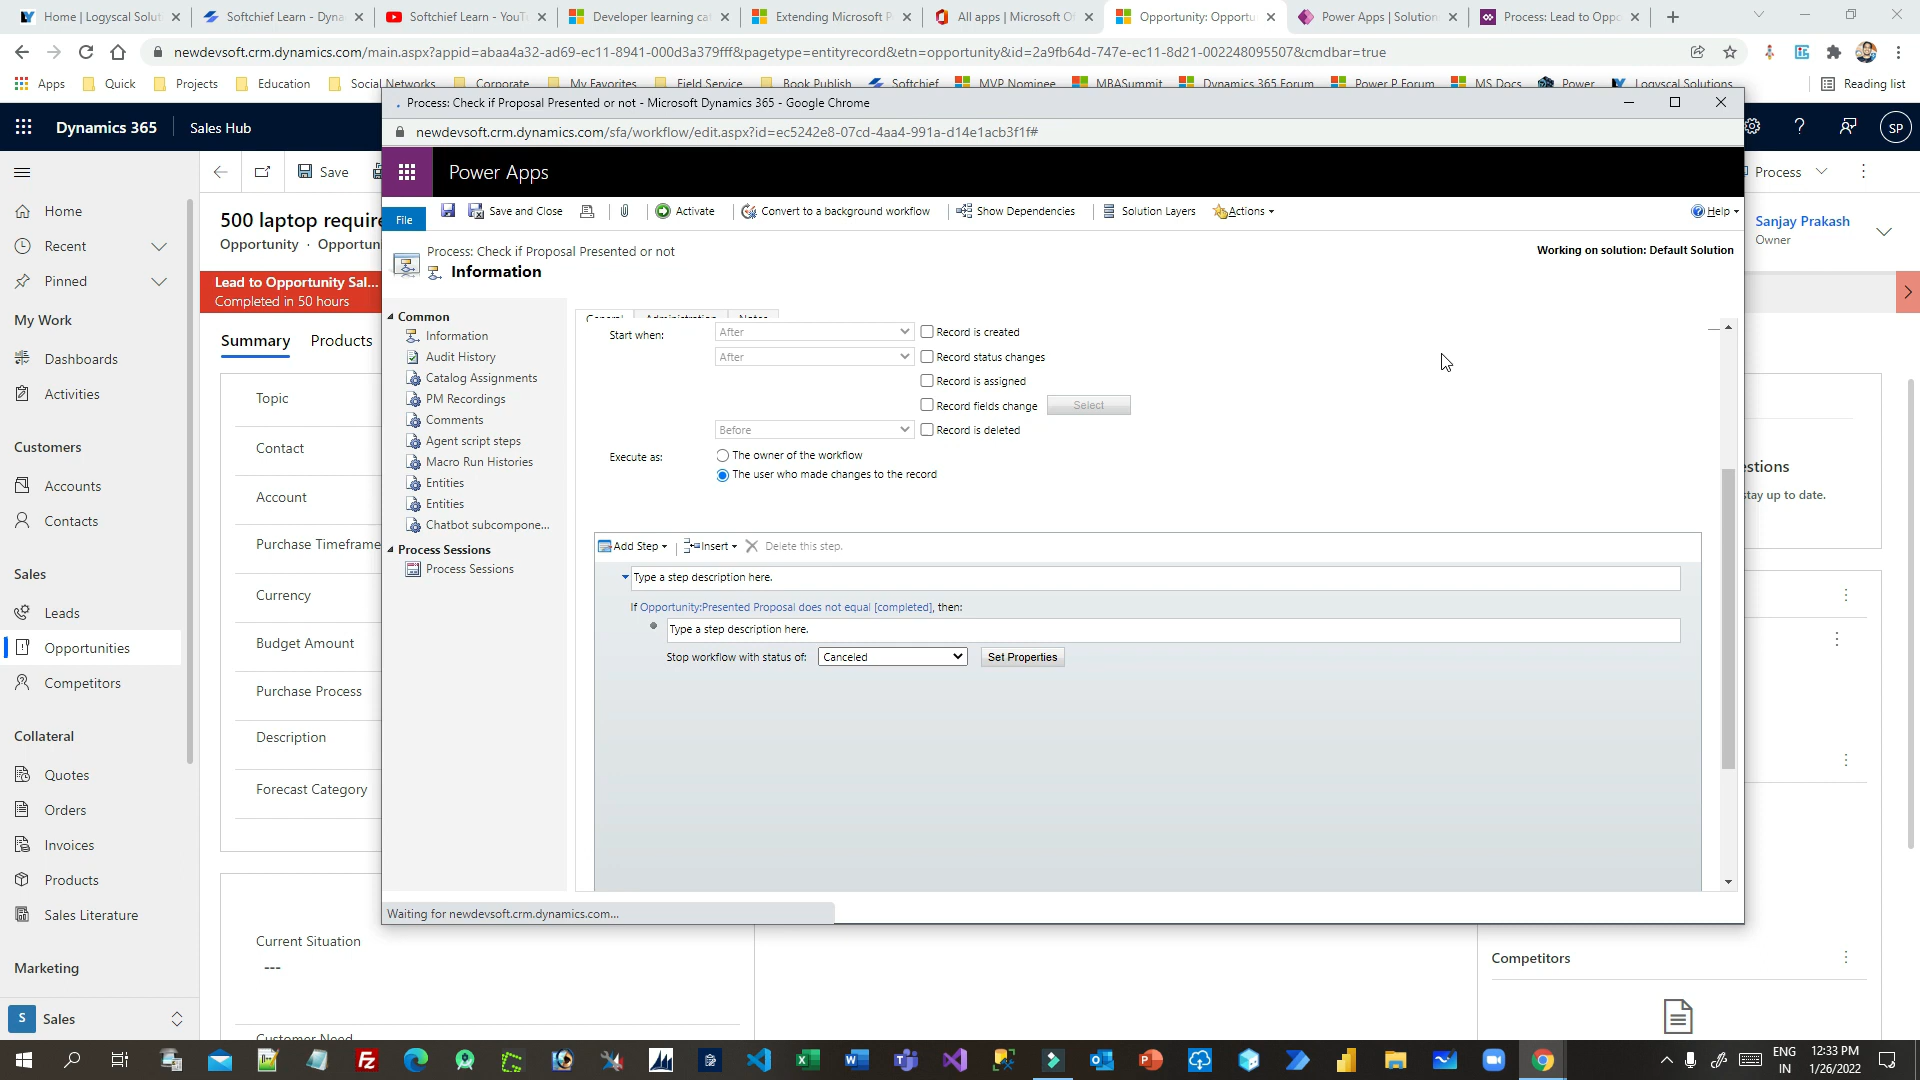 Home | Logyscal Solut
Softchief Learn - Dyna
Softchief Learn - YouT
Developer learning cat
Extending Microsoft P
All apps | Microsoft Of
Opportunity: Opportu
Power Apps | Solution
Process: Lead to Oppo
newdevsoft.crm.dynamics.com/main.aspx?appid=abaa4a32-ad69-ec11-8941-000d3a379fff&pagetype=entityrecord&etn=opportunity&id=2a9fb64d-747e-ec11-8d21-002248095507&cmdbar=true
Apps
Quick
Projects
Education
Social Networks
Corporate
My Favorites
Field Service
Book Publish
Softchief
MVP Nominee
MBASummit
Dynamics 365 Forum
Power P Forum
MS Docs
Power
Logyscal Solutions
Reading list
Process: Check if Proposal Presented or not - Microsoft Dynamics 365 - Google Chrome
newdevsoft.crm.dynamics.com/sfa/workflow/edit.aspx?id=ec5242e8-07cd-4aa4-991a-d14e1acb3f1f#
Dynamics 365
Sales Hub
SP
Power Apps
Save
Process
File
Save and Close
Activate
Convert to a background workflow
Show Dependencies
Solution Layers
Actions
Help
Process: Check if Proposal Presented or not
Information
Working on solution: Default Solution
500 laptop require
Opportunity · Opportun
Sanjay Prakash
Owner
Lead to Opportunity Sal...
Completed in 50 hours
Summary
Products
Home
Recent
Pinned
My Work
Dashboards
Activities
Customers
Accounts
Contacts
Sales
Leads
Opportunities
Competitors
Collateral
Quotes
Orders
Invoices
Products
Sales Literature
Marketing
S
Sales
Topic
Contact
Account
Purchase Timeframe
Currency
Budget Amount
Purchase Process
Description
Forecast Category
Current Situation
---
Customer Need
Common
Information
Audit History
Catalog Assignments
PM Recordings
Comments
Agent script steps
Macro Run Histories
Entities
Entities
Chatbot subcompone...
Process Sessions
Process Sessions
General
Administration
Notes
Start when:
After
Record is created
After
Record status changes
Record is assigned
Record fields change
Select
Before
Record is deleted
Execute as:
The owner of the workflow
The user who made changes to the record
Add Step
Insert
Delete this step.
Type a step description here.
If Opportunity:Presented Proposal does not equal [completed], then:
Type a step description here.
Stop workflow with status of:
Canceled
Set Properties
Waiting for newdevsoft.crm.dynamics.com...
stions
stay up to date.
Competitors
ENG
IN
12:33 PM
1/26/2022